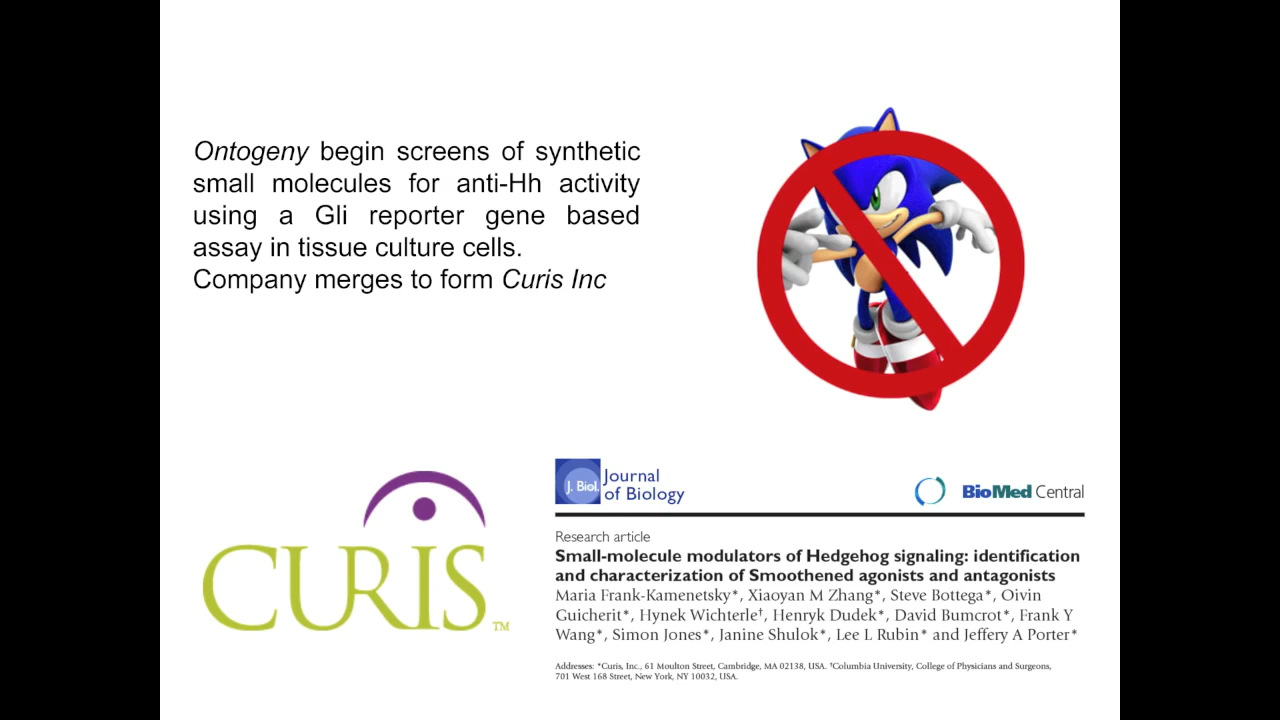 Ontogeny begin screens of synthetic
small molecules for anti-Hh activity
using a Gli reporter gene based
assay in tissue culture cells.
Company merges to form Curis Inc
CURIS™
J. Biol.
Journal
of Biology
BioMed Central
Research article
Small-molecule modulators of Hedgehog signaling: identification
and characterization of Smoothened agonists and antagonists
Maria Frank-Kamenetsky*, Xiaoyan M Zhang*, Steve Bottega*, Oivin
Guicherit*, Hynek Wichterle†, Henryk Dudek*, David Bumcrot*, Frank Y
Wang*, Simon Jones*, Janine Shulok*, Lee L Rubin* and Jeffery A Porter*
Addresses: *Curis, Inc., 61 Moulton Street, Cambridge, MA 02138, USA. †Columbia University, College of Physicians and Surgeons,
701 West 168 Street, New York, NY 10032, USA.